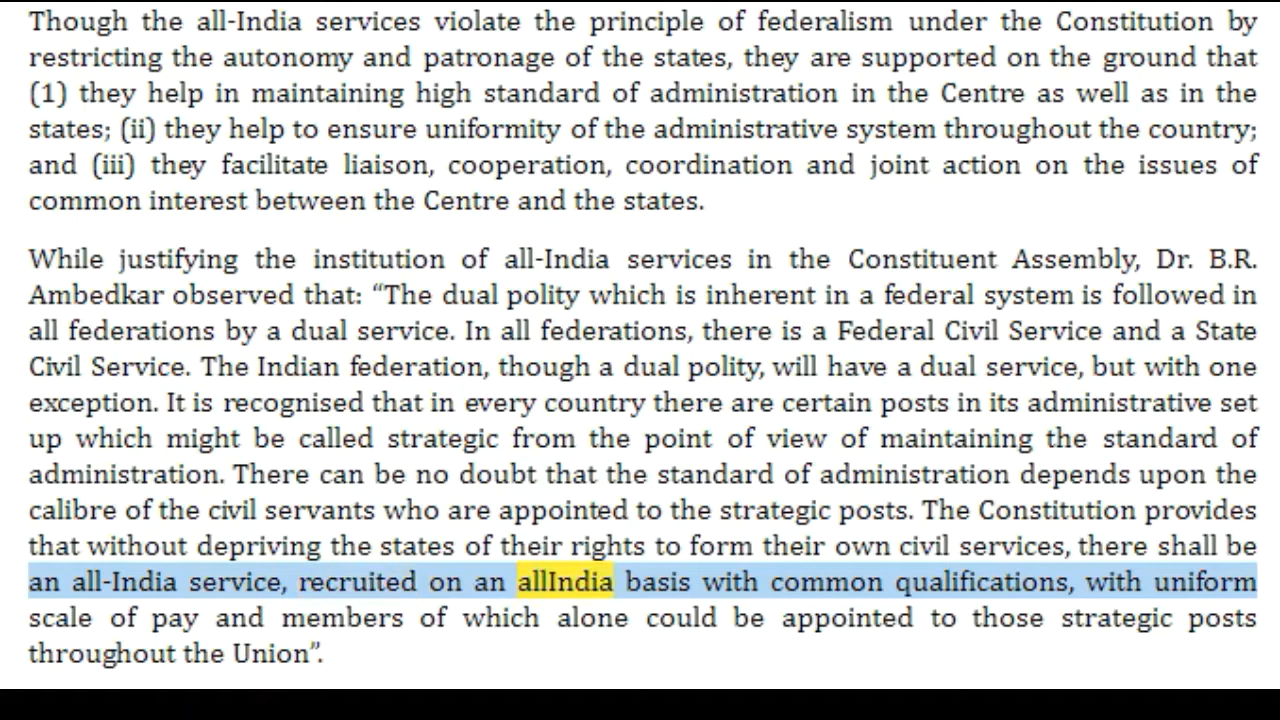 Though the all-India services violate the principle of federalism under the Constitution by
restricting the autonomy and patronage of the states, they are supported on the ground that
(1) they help in maintaining high standard of administration in the Centre as well as in the
states; (ii) they help to ensure uniformity of the administrative system throughout the country;
and (iii) they facilitate liaison, cooperation, coordination and joint action on the issues of
common interest between the Centre and the states.
While justifying the institution of all-India services in the Constituent Assembly, Dr. B.R.
Ambedkar observed that: “The dual polity which is inherent in a federal system is followed in
all federations by a dual service. In all federations, there is a Federal Civil Service and a State
Civil Service. The Indian federation, though a dual polity, will have a dual service, but with one
exception. It is recognised that in every country there are certain posts in its administrative set
up which might be called strategic from the point of view of maintaining the standard of
administration. There can be no doubt that the standard of administration depends upon the
calibre of the civil servants who are appointed to the strategic posts. The Constitution provides
that without depriving the states of their rights to form their own civil services, there shall be
an all-India service, recruited on an allIndia basis with common qualifications, with uniform
scale of pay and members of which alone could be appointed to those strategic posts
throughout the Union”.